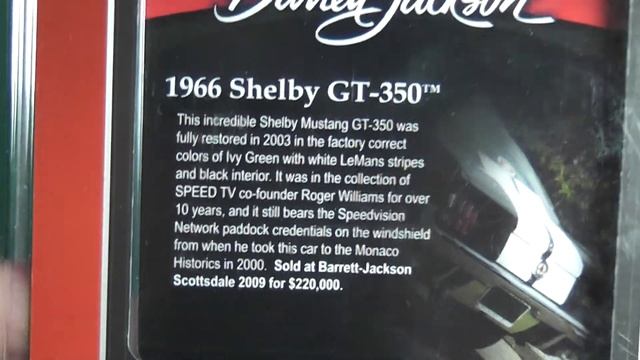 Barrett-Jackson
1966 Shelby GT-350™
This incredible Shelby Mustang GT-350 was
fully restored in 2003 in the factory correct
colors of Ivy Green with white LeMans stripes
and black interior. It was in the collection of
SPEED TV co-founder Roger Williams for over
10 years, and it still bears the Speedvision
Network paddock credentials on the windshield
from when he took this car to the Monaco
Historics in 2000. Sold at Barrett-Jackson
Scottsdale 2009 for $220,000.